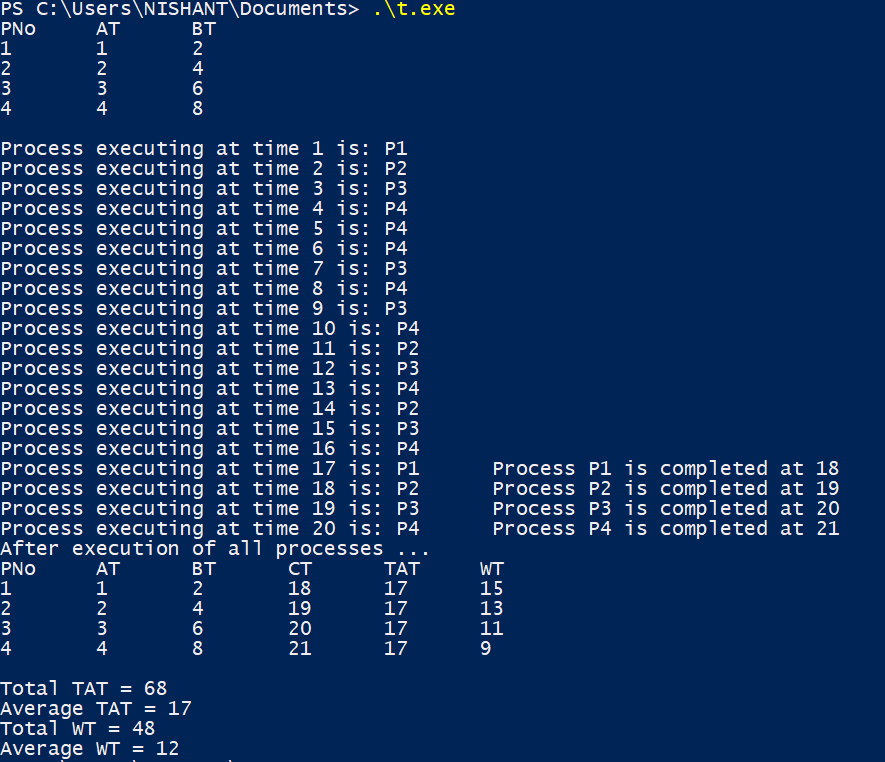 PS C:\Users\NISHANT\Documents> .\t.exe
PNo AT BT
1 1 2
2 2 4
3 3 6
4 4 8
Process executing at time 1 is: P1
Process executing at time 2 is: P2
Process executing at time 3 is: P3
Process executing at time 4 is: P4
Process executing at time 5 is: P4
Process executing at time 6 is: P4
Process executing at time 7 is: P3
Process executing at time 8 is: P4
Process executing at time 9 is: P3
Process executing at time 10 is: P4
Process executing at time 11 is: P2
Process executing at time 12 is: P3
Process executing at time 13 is: P4
Process executing at time 14 is: P2
Process executing at time 15 is: P3
Process executing at time 16 is: P4
Process executing at time 17 is: P1 Process P1 is completed at 18
Process executing at time 18 is: P2 Process P2 is completed at 19
Process executing at time 19 is: P3 Process P3 is completed at 20
Process executing at time 20 is: P4 Process P4 is completed at 21
After execution of all processes ...
PNo AT BT CT TAT WT
1 1 2 18 17 15
2 2 4 19 17 13
3 3 6 20 17 11
4 4 8 21 17 9
Total TAT = 68
Average TAT = 17
Total WT = 48
Average WT = 12